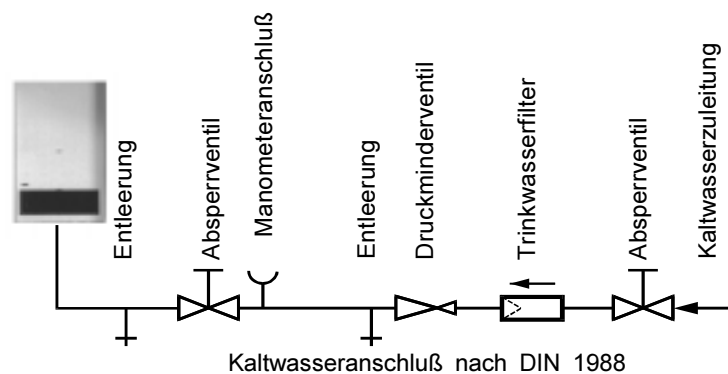 Entleerung
Absperrventil
Manometeranschluß
Entleerung
Druckminderventil
Trinkwasserfilter
Absperrventil
Kaltwasserzuleitung
Kaltwasseranschluß nach DIN 1988